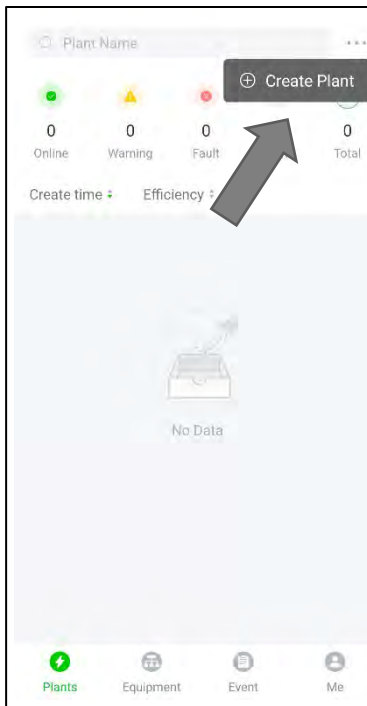 Plant Name
Create Plant
0 0 0 0
Online Warning Fault Total
Create time Efficiency
No Data
Plants Equipment Event Me